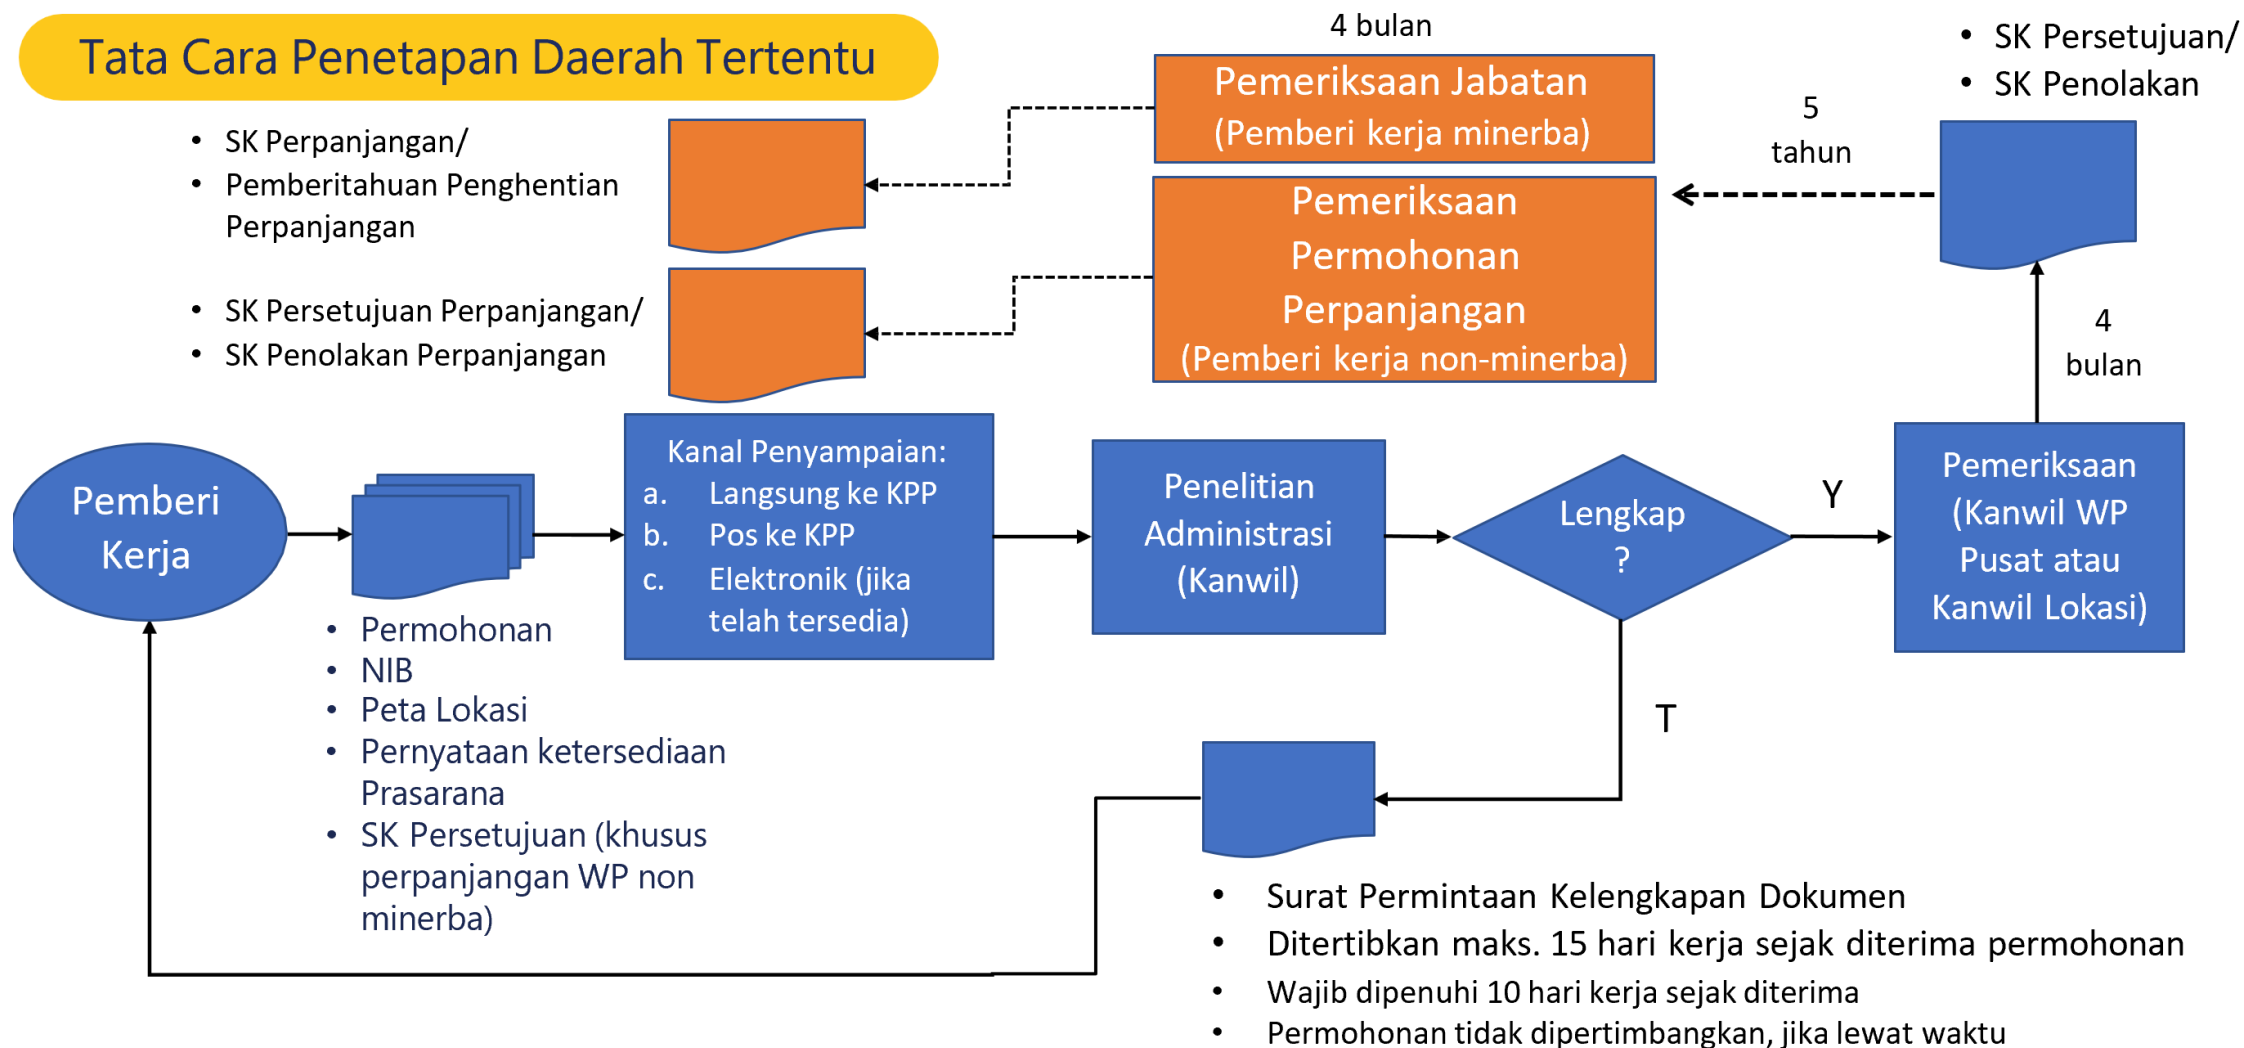 Tata Cara Penetapan Daerah Tertentu
4 bulan
Pemeriksaan Jabatan
(Pemberi kerja minerba)
• SK Persetujuan/
• SK Penolakan
5
tahun
• SK Perpanjangan/
• Pemberitahuan Penghentian
Perpanjangan
Pemeriksaan
Permohonan
Perpanjangan
(Pemberi kerja non-minerba)
• SK Persetujuan Perpanjangan/
• SK Penolakan Perpanjangan
4
bulan
Pemberi
Kerja
Kanal Penyampaian:
a. Langsung ke KPP
b. Pos ke KPP
c. Elektronik (jika
telah tersedia)
Penelitian
Administrasi
(Kanwil)
Lengkap
?
Y
Pemeriksaan
(Kanwil WP
Pusat atau
Kanwil Lokasi)
T
• Permohonan
• NIB
• Peta Lokasi
• Pernyataan ketersediaan
Prasarana
• SK Persetujuan (khusus
perpanjangan WP non
minerba)
• Surat Permintaan Kelengkapan Dokumen
• Ditertibkan maks. 15 hari kerja sejak diterima permohonan
• Wajib dipenuhi 10 hari kerja sejak diterima
• Permohonan tidak dipertimbangkan, jika lewat waktu